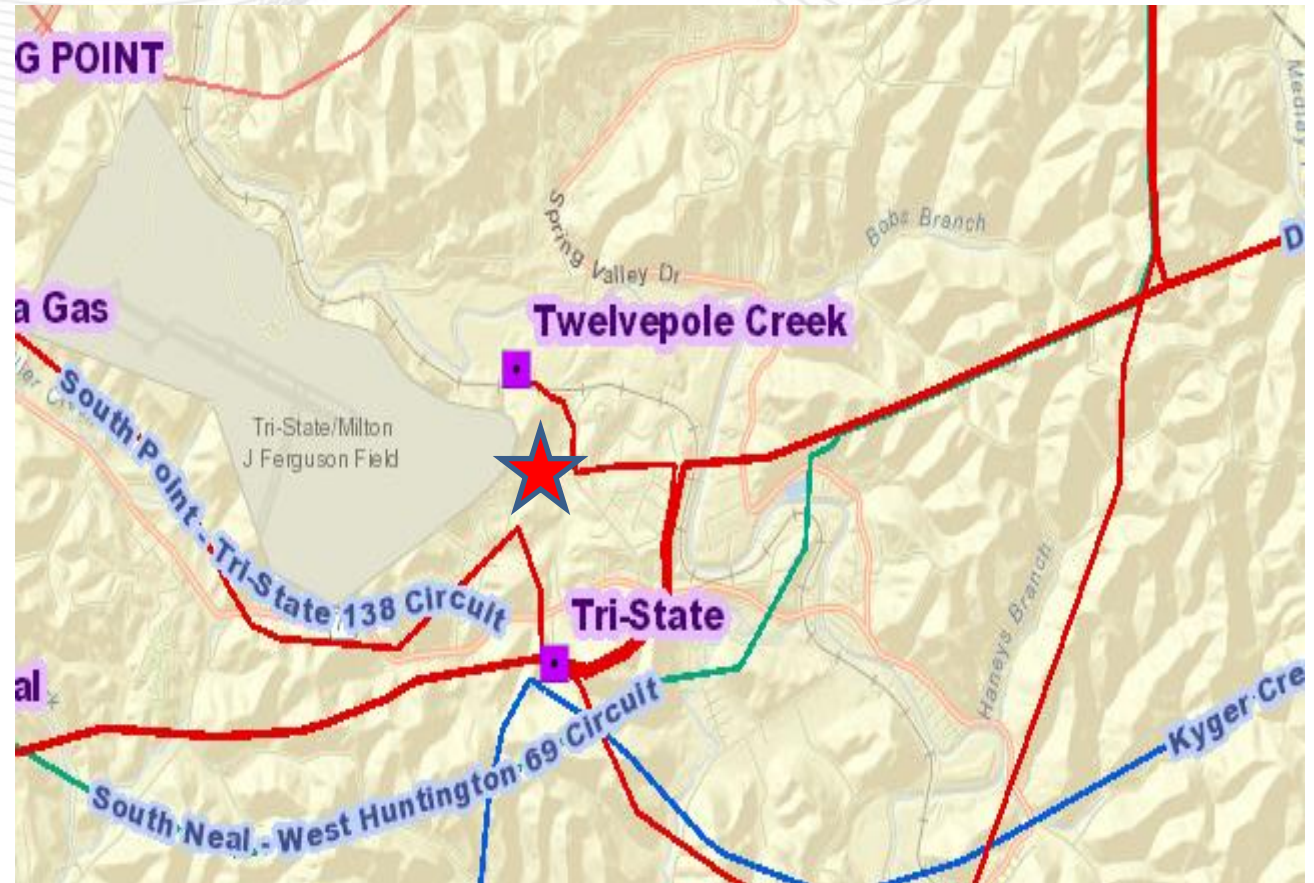 G POINT
Medley
Bobs Branch
Spring Valley Dr
D
a Gas
Twelvepole Creek
Tri-State/Milton
J Ferguson Field
South Point - Tri-State 138 Circuit
Tri-State
Haneys Branch
al
South Neal - West Huntington 69 Circuit
Kyger Cre